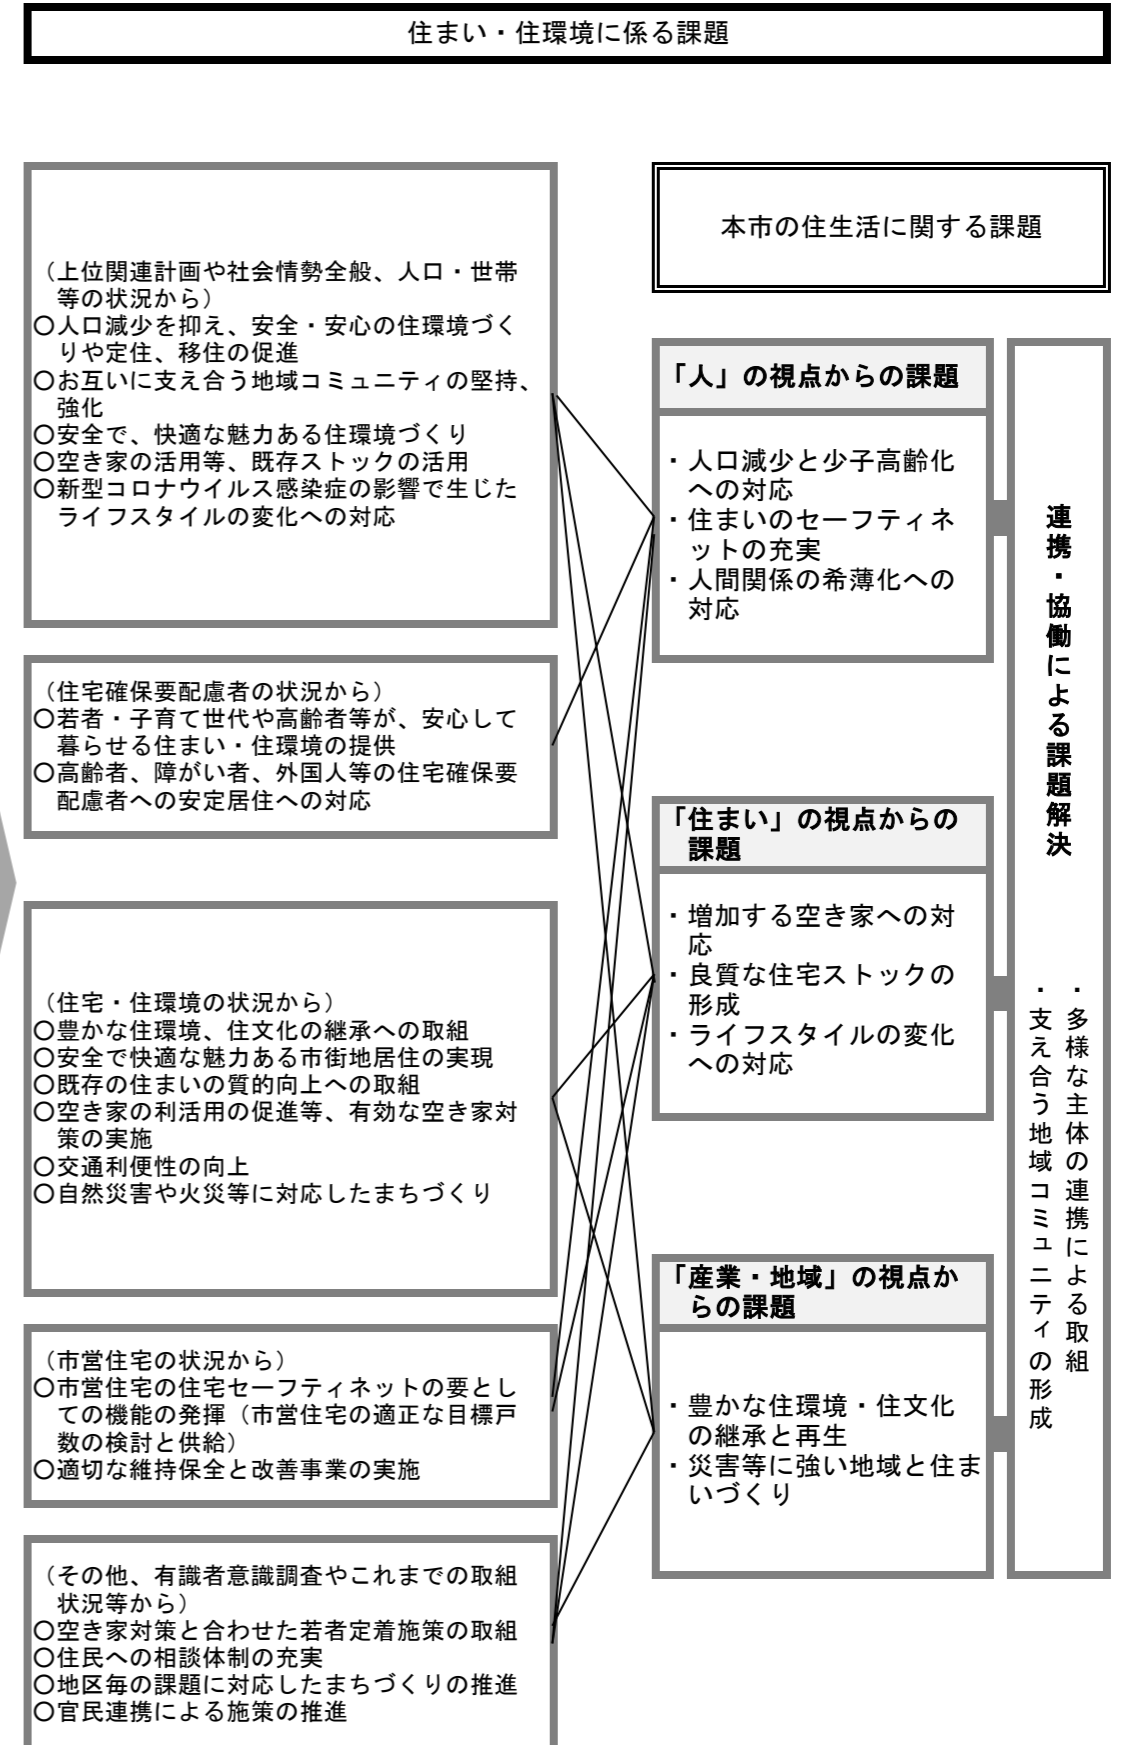 住まい・住環境に係る課題
（上位関連計画や社会情勢全般、人口・世帯
等の状況から）
〇人口減少を抑え、安全・安心の住環境づく
りや定住、移住の促進
〇お互いに支え合う地域コミュニティの堅持、
強化
〇安全で、快適な魅力ある住環境づくり
〇空き家の活用等、既存ストックの活用
〇新型コロナウイルス感染症の影響で生じた
ライフスタイルの変化への対応
（住宅確保要配慮者の状況から）
〇若者・子育て世代や高齢者等が、安心して
暮らせる住まい・住環境の提供
〇高齢者、障がい者、外国人等の住宅確保要
配慮者への安定居住への対応
（住宅・住環境の状況から）
〇豊かな住環境、住文化の継承への取組
〇安全で快適な魅力ある市街地居住の実現
〇既存の住まいの質的向上への取組
〇空き家の利活用の促進等、有効な空き家対
策の実施
〇交通利便性の向上
〇自然災害や火災等に対応したまちづくり
（市営住宅の状況から）
〇市営住宅の住宅セーフティネットの要とし
ての機能の発揮（市営住宅の適正な目標戸
数の検討と供給）
〇適切な維持保全と改善事業の実施
（その他、有識者意識調査やこれまでの取組
状況等から）
〇空き家対策と合わせた若者定着施策の取組
〇住民への相談体制の充実
〇地区毎の課題に対応したまちづくりの推進
〇官民連携による施策の推進
本市の住生活に関する課題
「人」の視点からの課題
・人口減少と少子高齢化
への対応
・住まいのセーフティネ
ットの充実
・人間関係の希薄化への
対応
「住まい」の視点からの
課題
・増加する空き家への対
応
・良質な住宅ストックの
形成
・ライフスタイルの変化
への対応
「産業・地域」の視点か
らの課題
・豊かな住環境・住文化
の継承と再生
・災害等に強い地域と住ま
いづくり
連携・協働による課題解決
・多様な主体の連携による取組
・支え合う地域コミュニティの形成